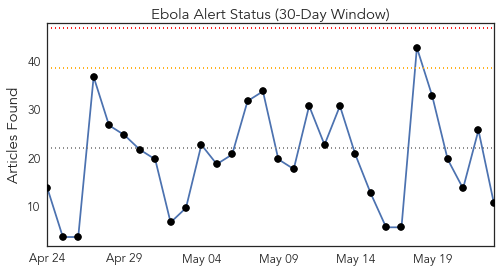 Ebola Alert Status (30-Day Window)
Articles Found
40
30
20
10
Apr 24 Apr 29 May 04 May 09 May 14 May 19